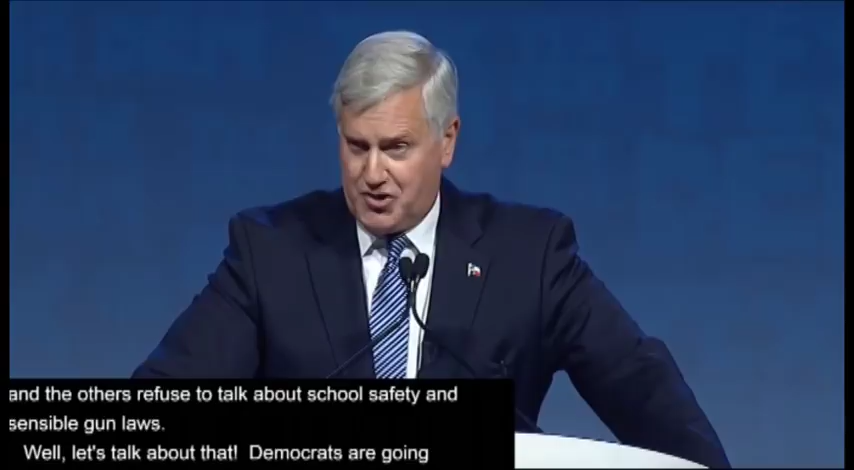 and the others refuse to talk about school safety and
sensible gun laws.
Well, let's talk about that!  Democrats are going